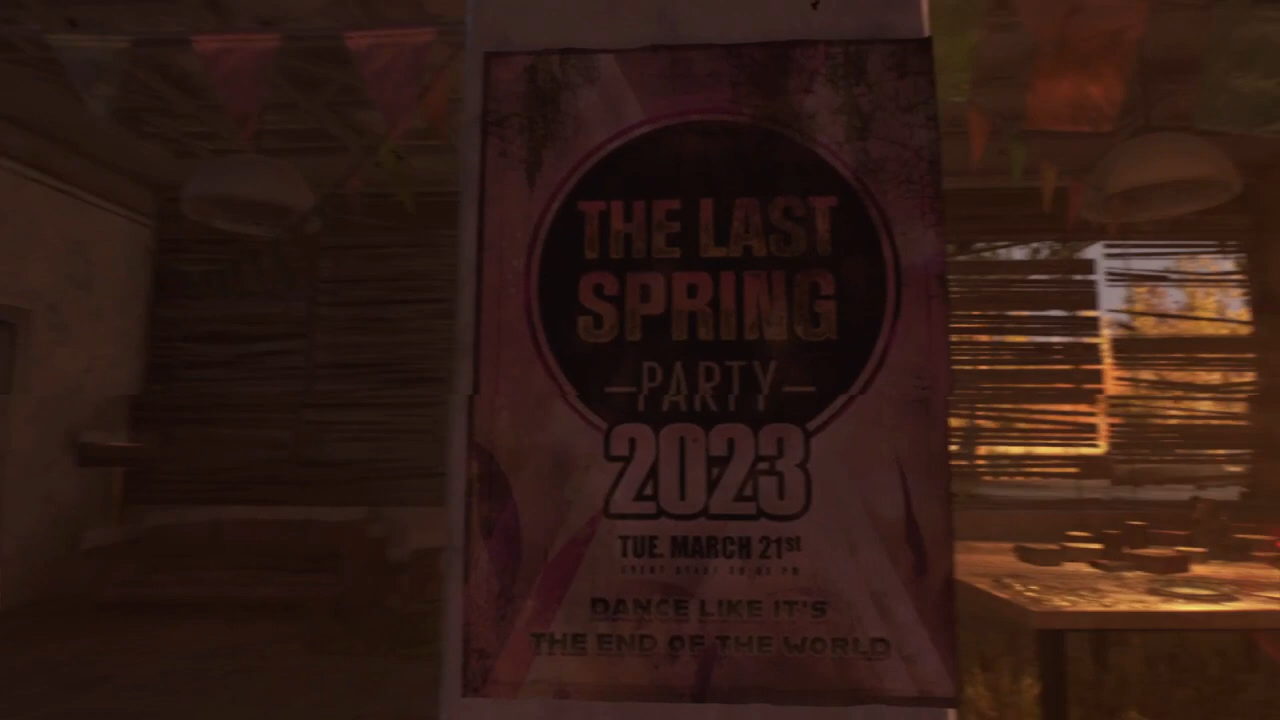 THE LAST
SPRING
—PARTY—
2023
TUE. MARCH 21st
DANCE LIKE IT'S
THE END OF THE WORLD